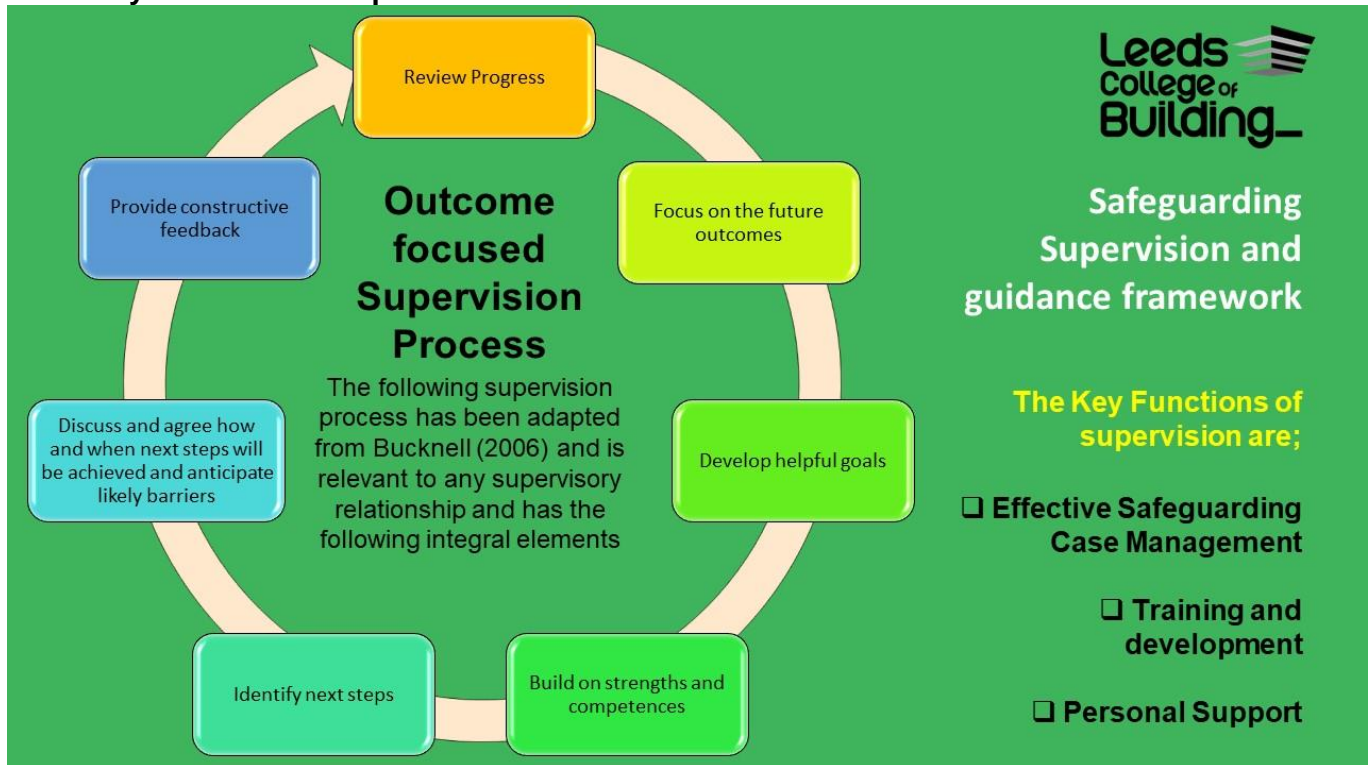 Review Progress
Focus on the future
outcomes
Develop helpful goals
Build on strengths and
competences
Identify next steps
Discuss and agree how
and when next steps will
be achieved and anticipate
likely barriers
Provide constructive
feedback
Outcome
focused
Supervision
Process
The following supervision
process has been adapted
from Bucknell (2006) and is
relevant to any supervisory
relationship and has the
following integral elements
Leeds
College of
Building_
Safeguarding
Supervision and
guidance framework
The Key Functions of
supervision are;
❑ Effective Safeguarding
Case Management
❑ Training and
development
❑ Personal Support